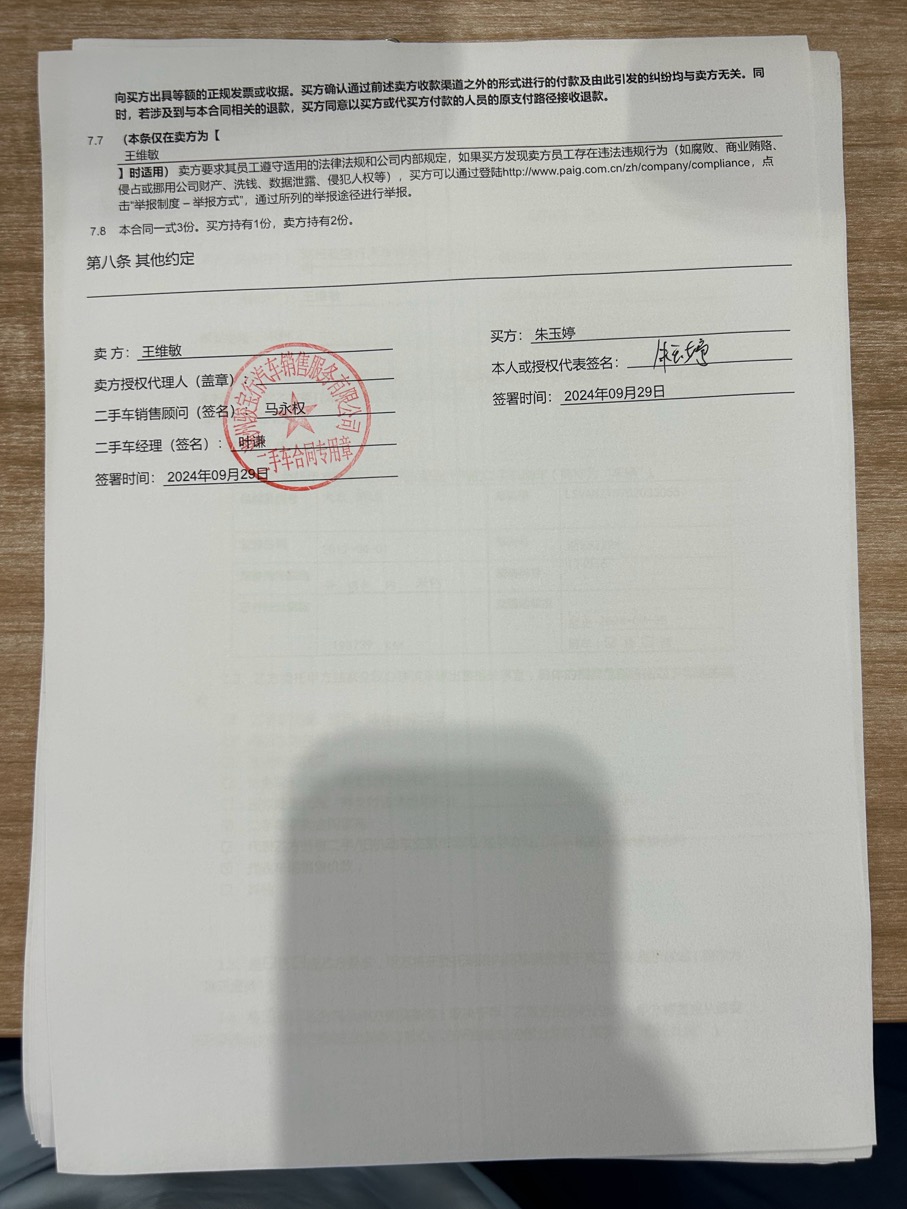 向买方出具等额的正规发票或收据。买方确认通过前述卖方收款渠道之外的形式进行的付款及由此引发的纠纷均与卖方无关。同
时，若涉及到与本合同相关的退款，买方同意以买方或代买方付款的人员的原支付路径接收退款。
7.7 （本条仅在卖方为【
王维敏
】时适用）卖方要求其员工遵守适用的法律法规和公司内部规定，如果买方发现卖方员工存在违法违规行为（如腐败、商业贿赂、
侵占或挪用公司财产、洗钱、数据泄露、侵犯人权等），买方可以通过登陆http://www.paig.com.cn/zh/company/compliance，点
击“举报制度 – 举报方式”，通过所列的举报途径进行举报。
7.8 本合同一式3份。买方持有1份，卖方持有2份。
第八条 其他约定
卖 方： 王维敏
卖方授权代理人（盖章）：
二手车销售顾问（签名） 马永权
二手车经理（签名）： 叶谦
签署时间： 2024年09月29日
州骏宝行汽车销售服务有限公司
二手车合同专用章
买方： 朱玉婷
本人或授权代表签名： 朱玉婷
签署时间： 2024年09月29日